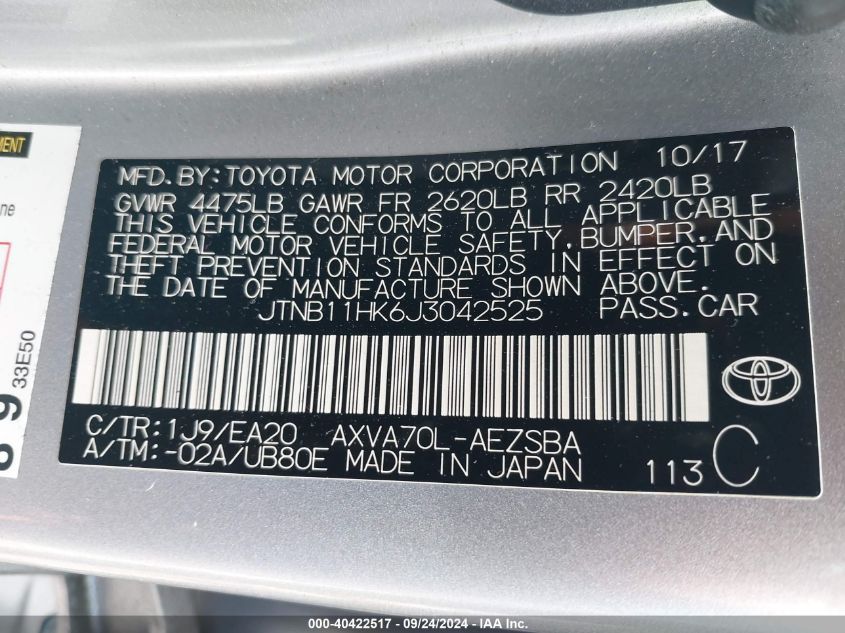 MENT
ne
33E50
89
MFD.BY:TOYOTA MOTOR CORPORATION 10/17
GVWR 4475LB GAWR FR 2620LB RR 2420LB
THIS VEHICLE CONFORMS TO ALL APPLICABLE
FEDERAL MOTOR VEHICLE SAFETY,BUMPER,AND
THEFT PREVENTION STANDARDS IN EFFECT ON
THE DATE OF MANUFACTURE SHOWN ABOVE.
JTNB11HK6J3042525 PASS.CAR
C/TR:1J9/EA20 AXVA70L-AEZSBA
A/TM:-02A/UB80E MADE IN JAPAN 113 C
000-40422517 - 09/24/2024 - IAA Inc.